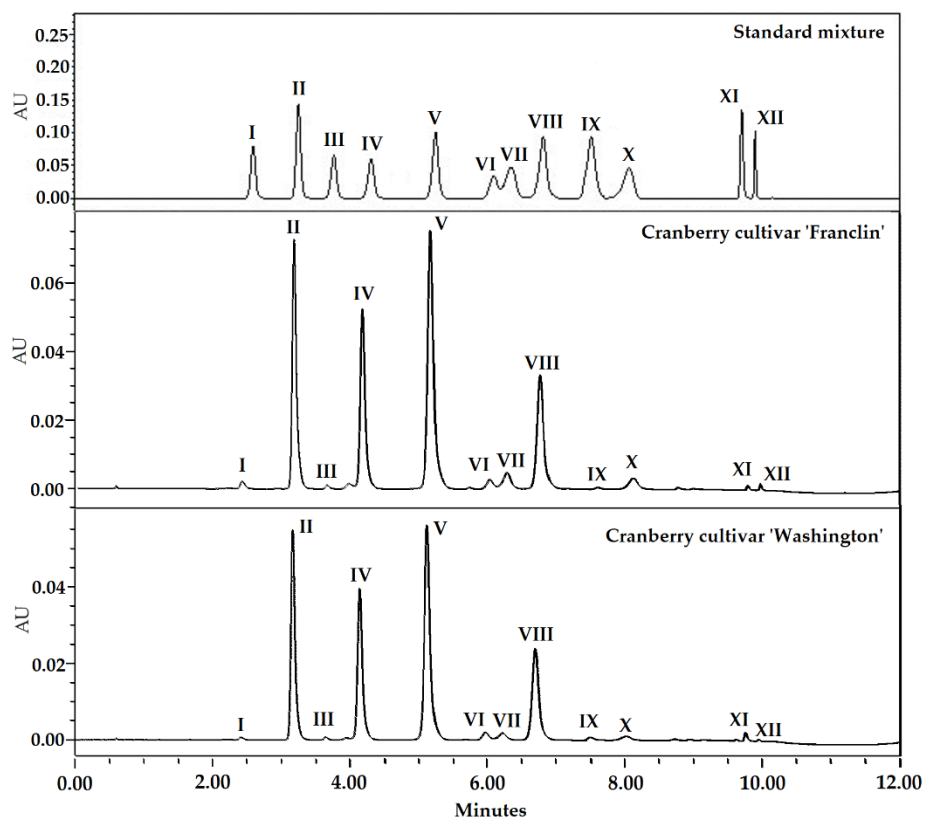 Standard mixture
0.25
0.20
0.15
0.10
0.05
0.00
AU
I
II
III
IV
V
VI
VII
VIII
IX
X
XI
XII
Cranberry cultivar 'Franclin'
0.06
0.04
0.02
0.00
AU
I
II
III
IV
V
VI
VII
VIII
IX
X
XI
XII
Cranberry cultivar 'Washington'
0.04
0.02
0.00
AU
I
II
III
IV
V
VI
VII
VIII
IX
X
XI
XII
0.00 2.00 4.00 6.00 8.00 10.00 12.00
Minutes